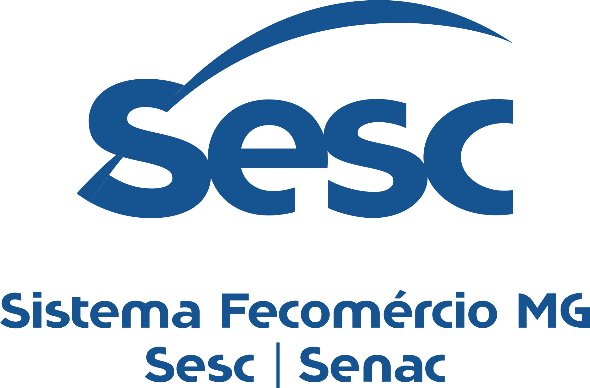 Sesc
Sistema Fecomércio MG
Sesc | Senac